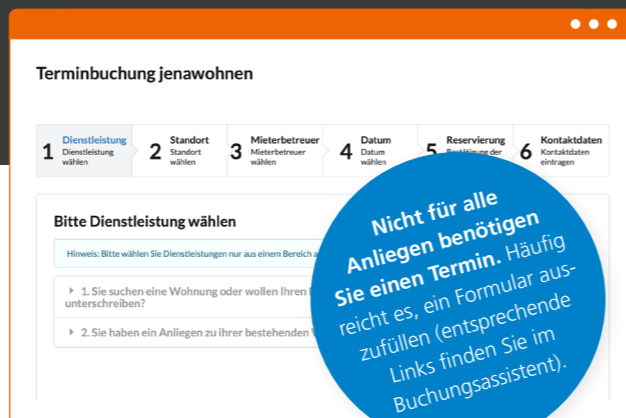 Terminbuchung jenawohnen
1 Dienstleistung
Dienstleistung
wählen
2 Standort
Standort
wählen
3 Mieterbetreuer
Mieterbetreuer
wählen
4 Datum
Datum
wählen
5 Reservierung
der
6 Kontaktdaten
Kontaktdaten
eintragen
Bitte Dienstleistung wählen
Hinweis: Bitte wählen Sie Dienstleistungen nur aus einem Bereich
1. Sie suchen eine Wohnung oder wollen Ihren
unterschreiben?
2. Sie haben ein Anliegen zu ihrer bestehenden
Nicht für alle
Anliegen benötigen
Sie einen Termin. Häufig
reicht es, ein Formular aus-
zufüllen (entsprechende
Links finden Sie im
Buchungsassistent).